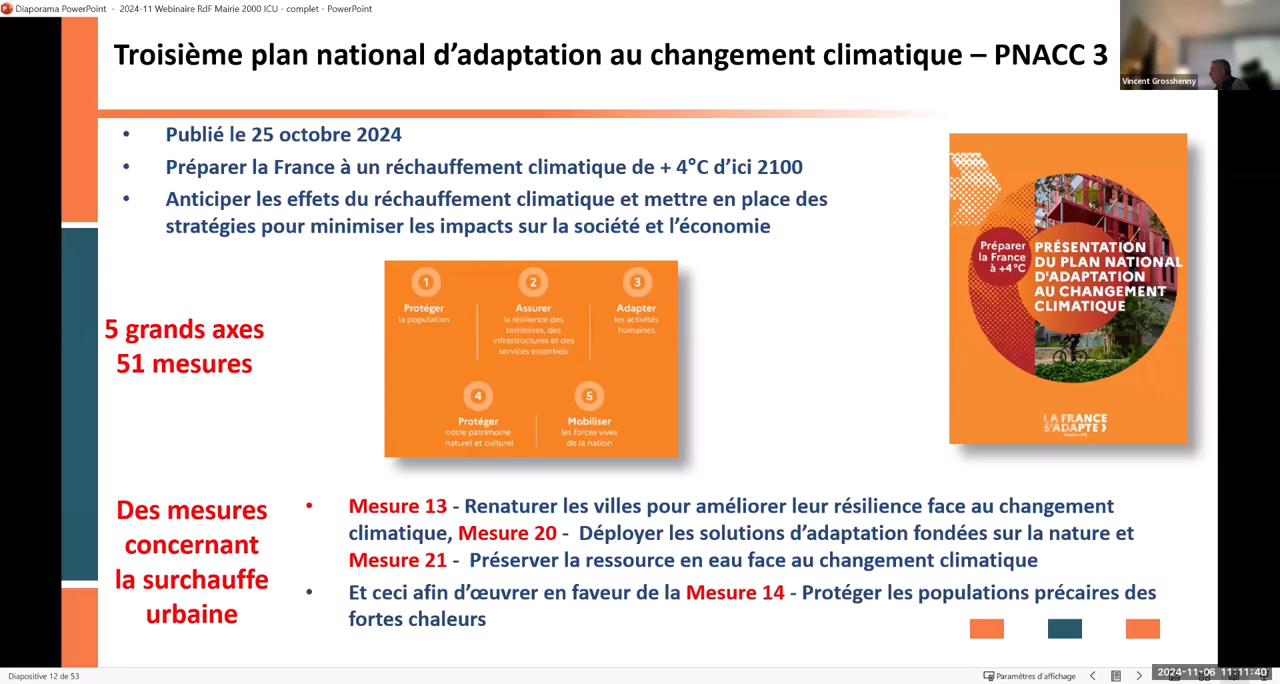 Diaporama PowerPoint - 2024-11 Webinaire RdF Mairie 2000 ICU - complet - PowerPoint
Troisième plan national d’adaptation au changement climatique – PNACC 3
Vincent Grosshenny
• Publié le 25 octobre 2024
• Préparer la France à un réchauffement climatique de + 4°C d’ici 2100
• Anticiper les effets du réchauffement climatique et mettre en place des
stratégies pour minimiser les impacts sur la société et l’économie
5 grands axes
51 mesures
1
Protéger
la population
2
Assurer
la résilience des
territoires, des
infrastructures et des
services essentiels
3
Adapter
les activités
humaines.
4
Protéger
notre patrimoine
naturel et culturel
5
Mobiliser
les forces vives
de la nation
Préparer
la France
à +4°C
PRÉSENTATION
DU PLAN NATIONAL
D'ADAPTATION
AU CHANGEMENT
CLIMATIQUE
LA FRANCE
S'ADAPTE
Des mesures
concernant
la surchauffe
urbaine
• Mesure 13 - Renaturer les villes pour améliorer leur résilience face au changement
climatique, Mesure 20 - Déployer les solutions d’adaptation fondées sur la nature et
Mesure 21 - Préserver la ressource en eau face au changement climatique
• Et ceci afin d’œuvrer en faveur de la Mesure 14 - Protéger les populations précaires des
fortes chaleurs
Diapositive 12 de 53
Paramètres d'affichage
2024-11-06 11:11:40